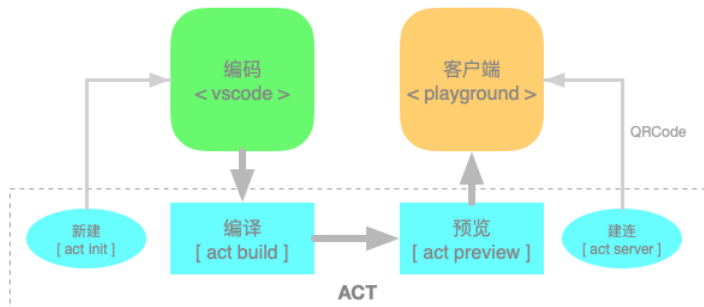 编码
< vscode >
客户端
< playground >
QRCode
新建
[ act init ]
编译
[ act build ]
预览
[ act preview ]
建连
[ act server ]
ACT